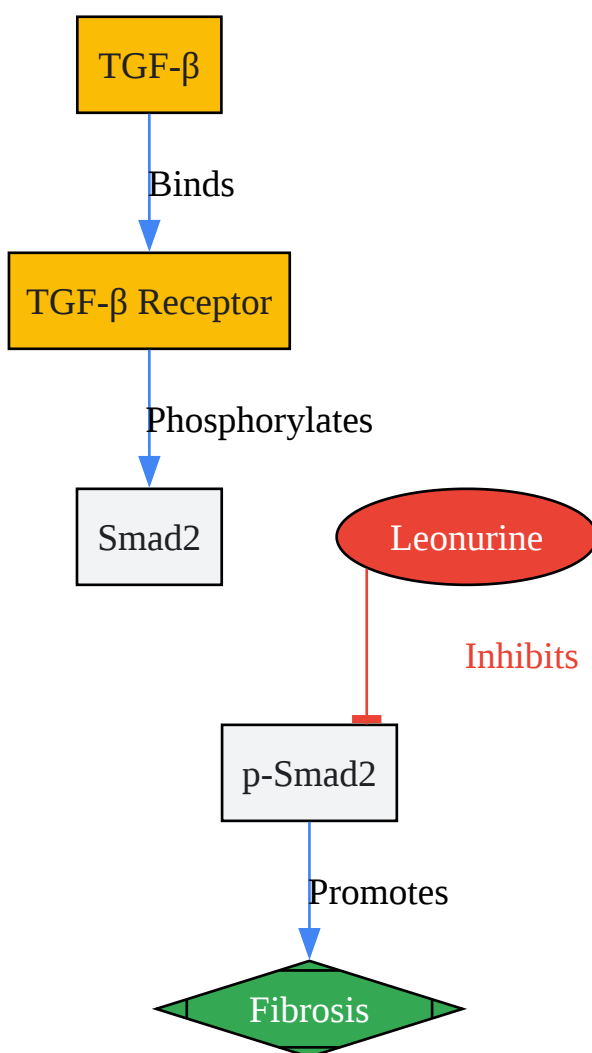 TGF-β
Binds
TGF-β Receptor
Phosphorylates
Smad2
Leonurine
Inhibits
p-Smad2
Promotes
Fibrosis